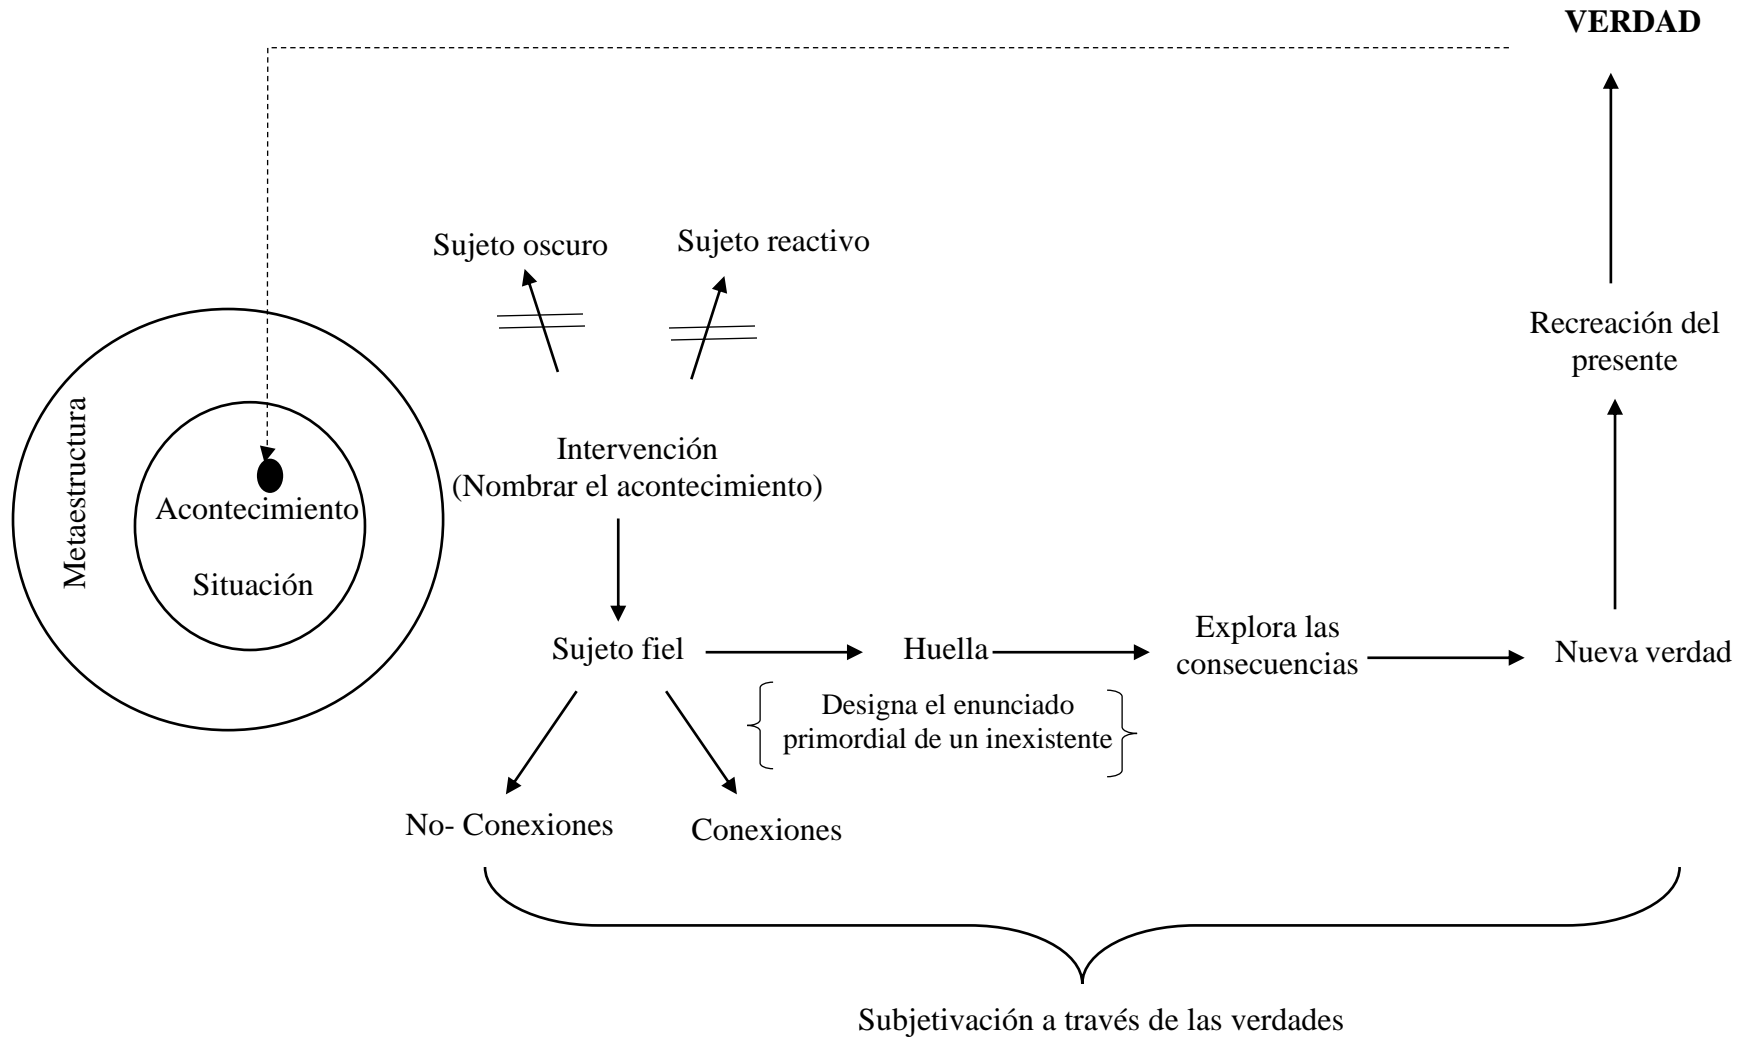 VERDAD
Sujeto oscuro
Sujeto reactivo
Recreación del
presente
Metaestructura
Acontecimiento
Situación
Intervención
(Nombrar el acontecimiento)
Sujeto fiel
Huella
Explora las
consecuencias
Nueva verdad
Designa el enunciado
primordial de un inexistente
No- Conexiones
Conexiones
Subjetivación a través de las verdades